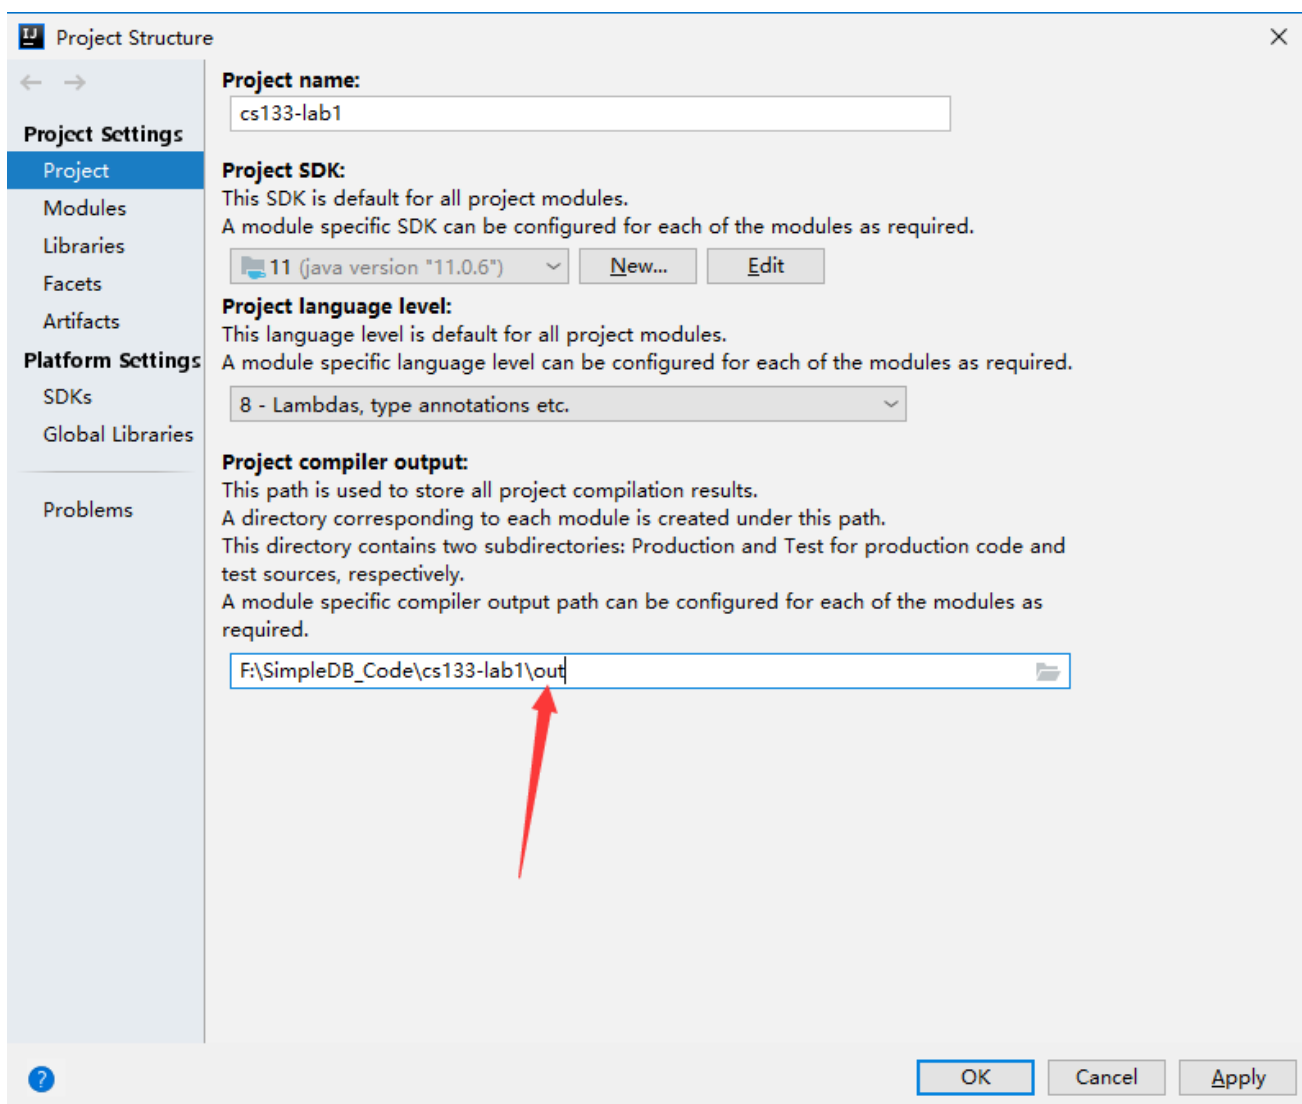 Project Structure
Project Settings
Project
Modules
Libraries
Facets
Artifacts
Platform Settings
SDKs
Global Libraries
Problems
Project name:
cs133-lab1
Project SDK:
This SDK is default for all project modules.
A module specific SDK can be configured for each of the modules as required.
11 (java version "11.0.6") New... Edit
Project language level:
This language level is default for all project modules.
A module specific language level can be configured for each of the modules as required.
8 - Lambdas, type annotations etc.
Project compiler output:
This path is used to store all project compilation results.
A directory corresponding to each module is created under this path.
This directory contains two subdirectories: Production and Test for production code and
test sources, respectively.
A module specific compiler output path can be configured for each of the modules as
required.
F:\SimpleDB_Code\cs133-lab1\out
? OK Cancel Apply